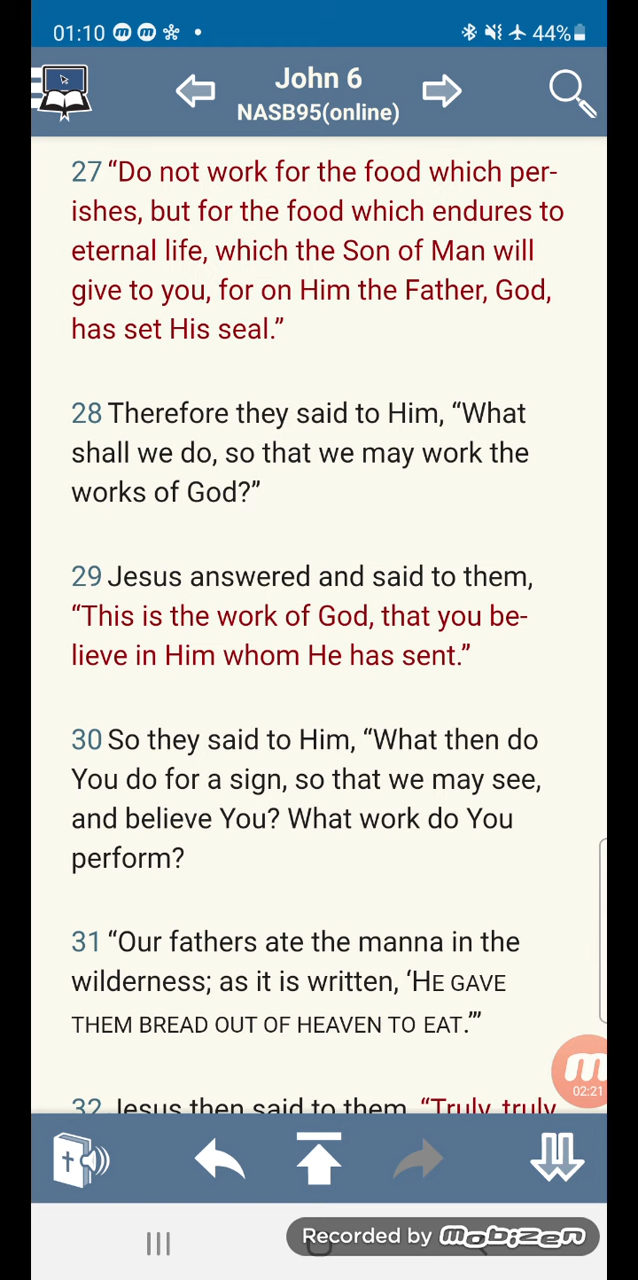 01:10
44%
John 6
NASB95(online)
27 “Do not work for the food which per-
ishes, but for the food which endures to
eternal life, which the Son of Man will
give to you, for on Him the Father, God,
has set His seal.”
28 Therefore they said to Him, “What
shall we do, so that we may work the
works of God?”
29 Jesus answered and said to them,
“This is the work of God, that you be-
lieve in Him whom He has sent.”
30 So they said to Him, “What then do
You do for a sign, so that we may see,
and believe You? What work do You
perform?
31 “Our fathers ate the manna in the
wilderness; as it is written, ‘HE GAVE
THEM BREAD OUT OF HEAVEN TO EAT.’”
02:21
32 Jesus then said to them, “Truly, truly,
Recorded by mobizen